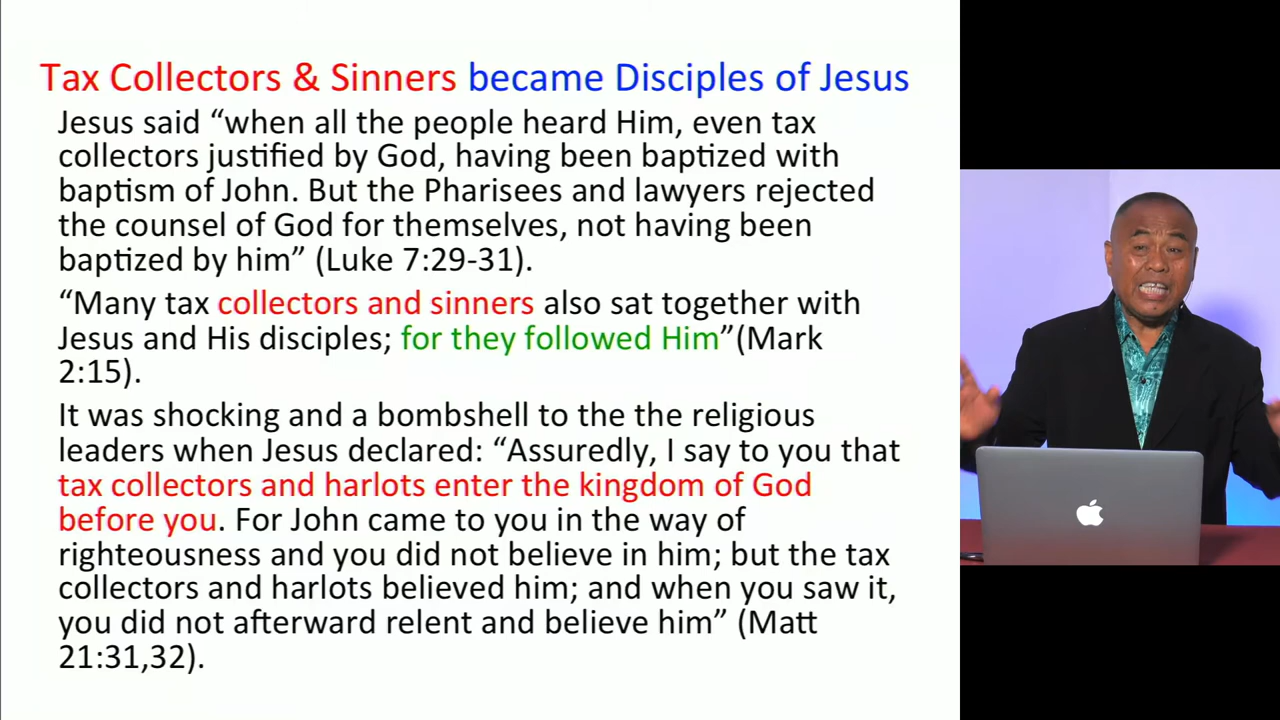 Tax Collectors & Sinners became Disciples of Jesus
Jesus said “when all the people heard Him, even tax
collectors justified by God, having been baptized with
baptism of John. But the Pharisees and lawyers rejected
the counsel of God for themselves, not having been
baptized by him” (Luke 7:29-31).
“Many tax collectors and sinners also sat together with
Jesus and His disciples; for they followed Him”(Mark
2:15).
It was shocking and a bombshell to the the religious
leaders when Jesus declared: “Assuredly, I say to you that
tax collectors and harlots enter the kingdom of God
before you. For John came to you in the way of
righteousness and you did not believe in him; but the tax
collectors and harlots believed him; and when you saw it,
you did not afterward relent and believe him” (Matt
21:31,32).